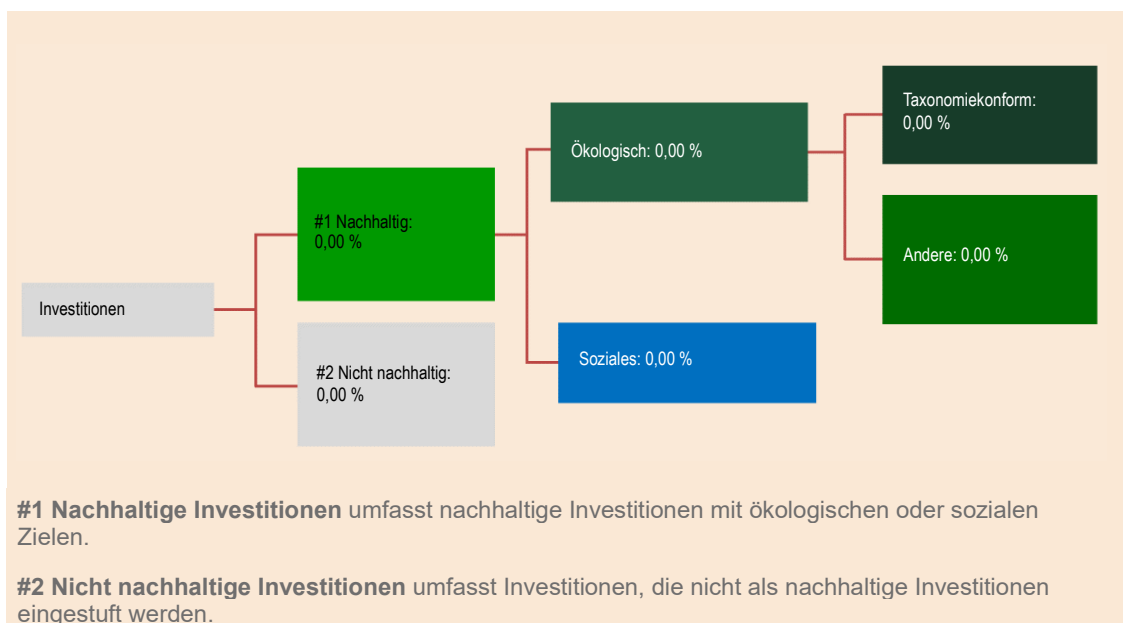 Taxonomiekonform:
0,00 %
Ökologisch: 0,00 %
#1 Nachhaltig:
0,00 %
Andere: 0,00 %
Investitionen
#2 Nicht nachhaltig:
0,00 %
Soziales: 0,00 %
#1 Nachhaltige Investitionen umfasst nachhaltige Investitionen mit ökologischen oder sozialen
Zielen.
#2 Nicht nachhaltige Investitionen umfasst Investitionen, die nicht als nachhaltige Investitionen
eingestuft werden.